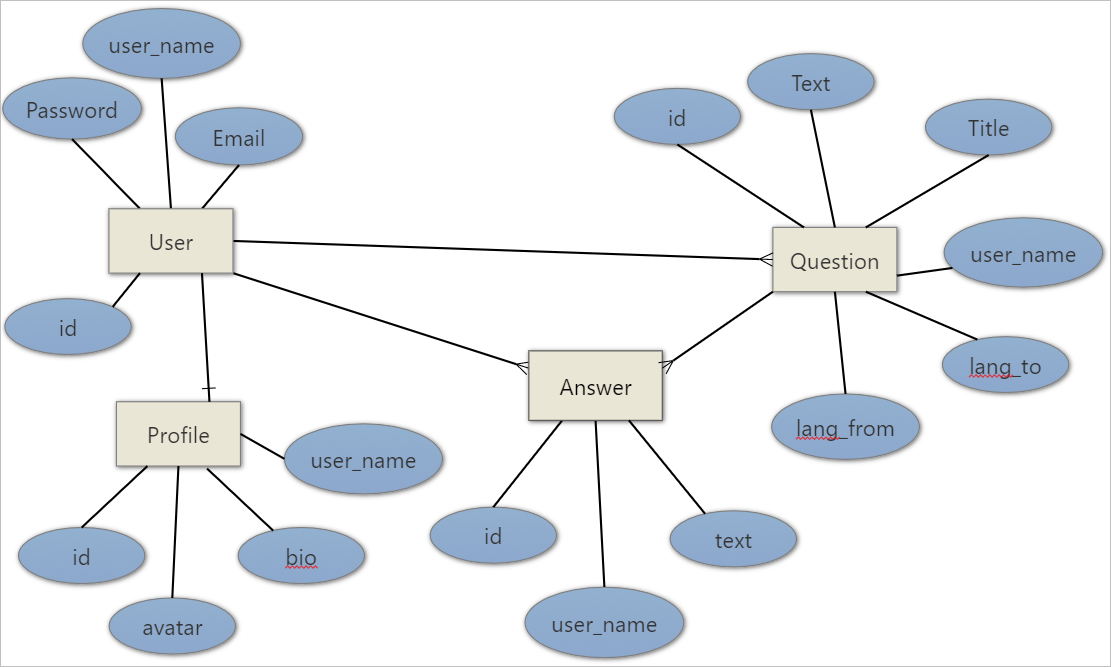 user_name
Password
Email
User
id
Profile
user_name
id
bio
avatar
id
Text
Title
Question
user_name
lang_to
lang_from
Answer
id
text
user_name